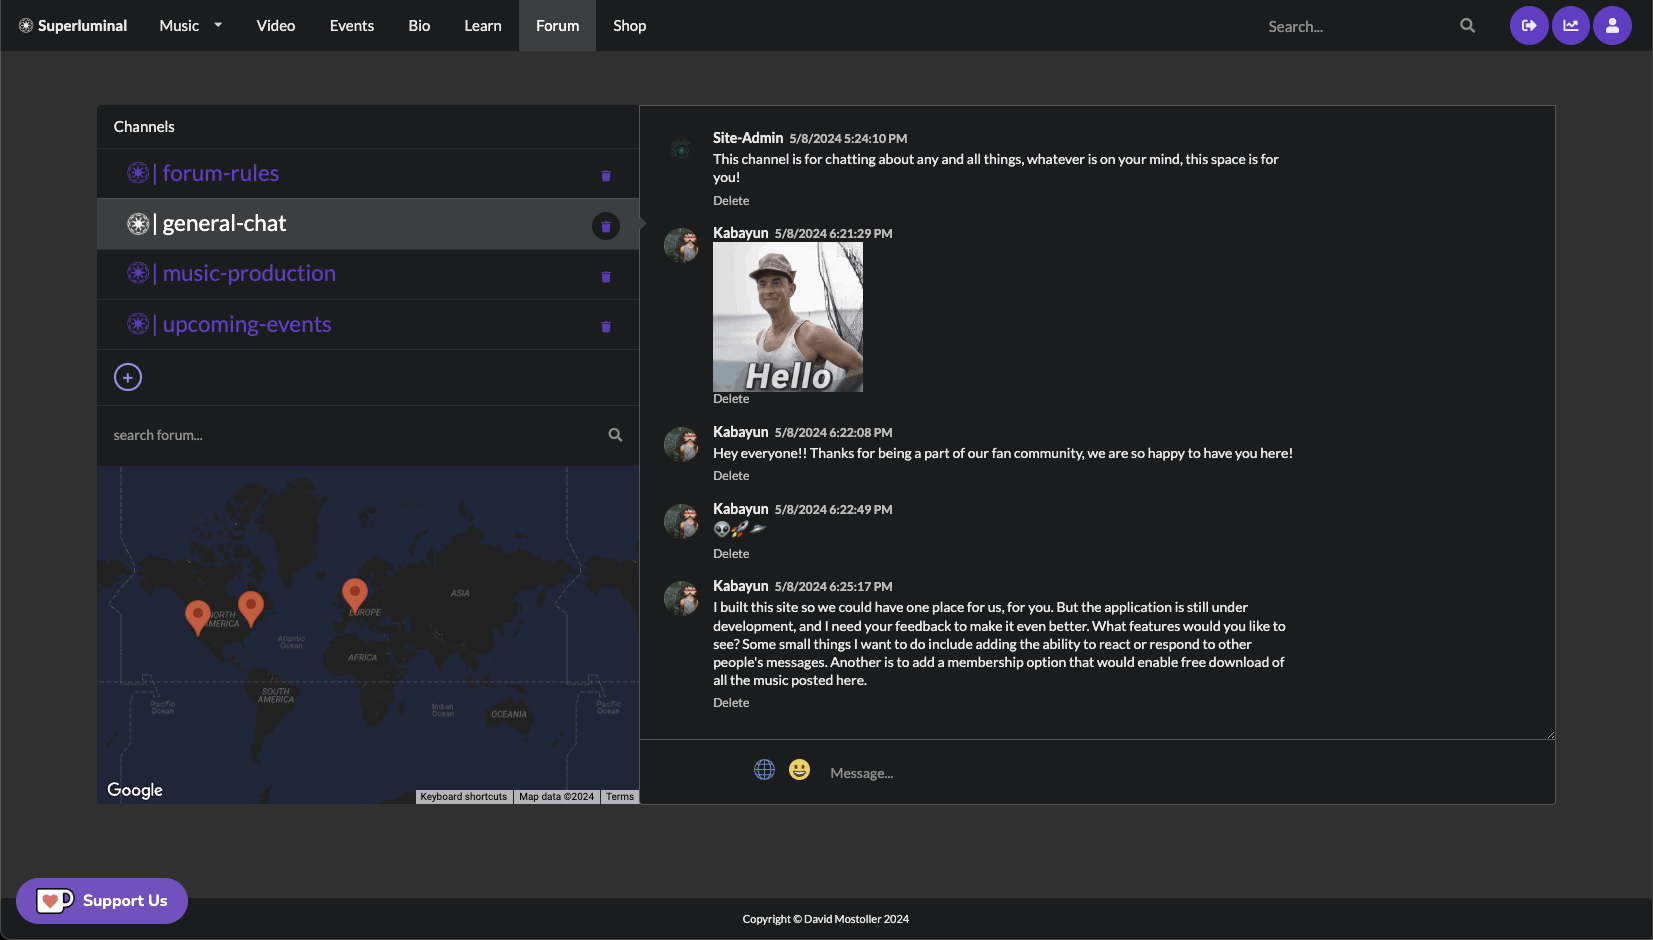 Superluminal
Music
Video
Events
Bio
Learn
Forum
Shop
Search...
Channels
| forum-rules
| general-chat
| music-production
| upcoming-events
search forum...
ASIA
NORTH
AMERICA
EUROPE
Atlantic
Ocean
AFRICA
SOUTH
AMERICA
Pacific
Ocean
Indian
Ocean
OCEANIA
Pacific
Ocean
Google
Keyboard shortcuts
Map data ©2024
Terms
Site-Admin 5/8/2024 5:24:10 PM
This channel is for chatting about any and all things, whatever is on your mind, this space is for
you!
Delete
Kabayun 5/8/2024 6:21:29 PM
Hello
Delete
Kabayun 5/8/2024 6:22:08 PM
Hey everyone!! Thanks for being a part of our fan community, we are so happy to have you here!
Delete
Kabayun 5/8/2024 6:22:49 PM
👽🚀🛸
Delete
Kabayun 5/8/2024 6:25:17 PM
I built this site so we could have one place for us, for you. But the application is still under
development, and I need your feedback to make it even better. What features would you like to
see? Some small things I want to do include adding the ability to react or respond to other
people's messages. Another is to add a membership option that would enable free download of
all the music posted here.
Delete
Message...
Support Us
Copyright © David Mostoller 2024